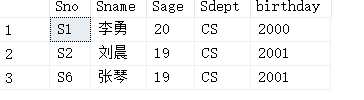 Sno Sname Sage Sdept birthday
1 S1 李勇 20 CS 2000
2 S2 刘晨 19 CS 2001
3 S6 张琴 19 CS 2001